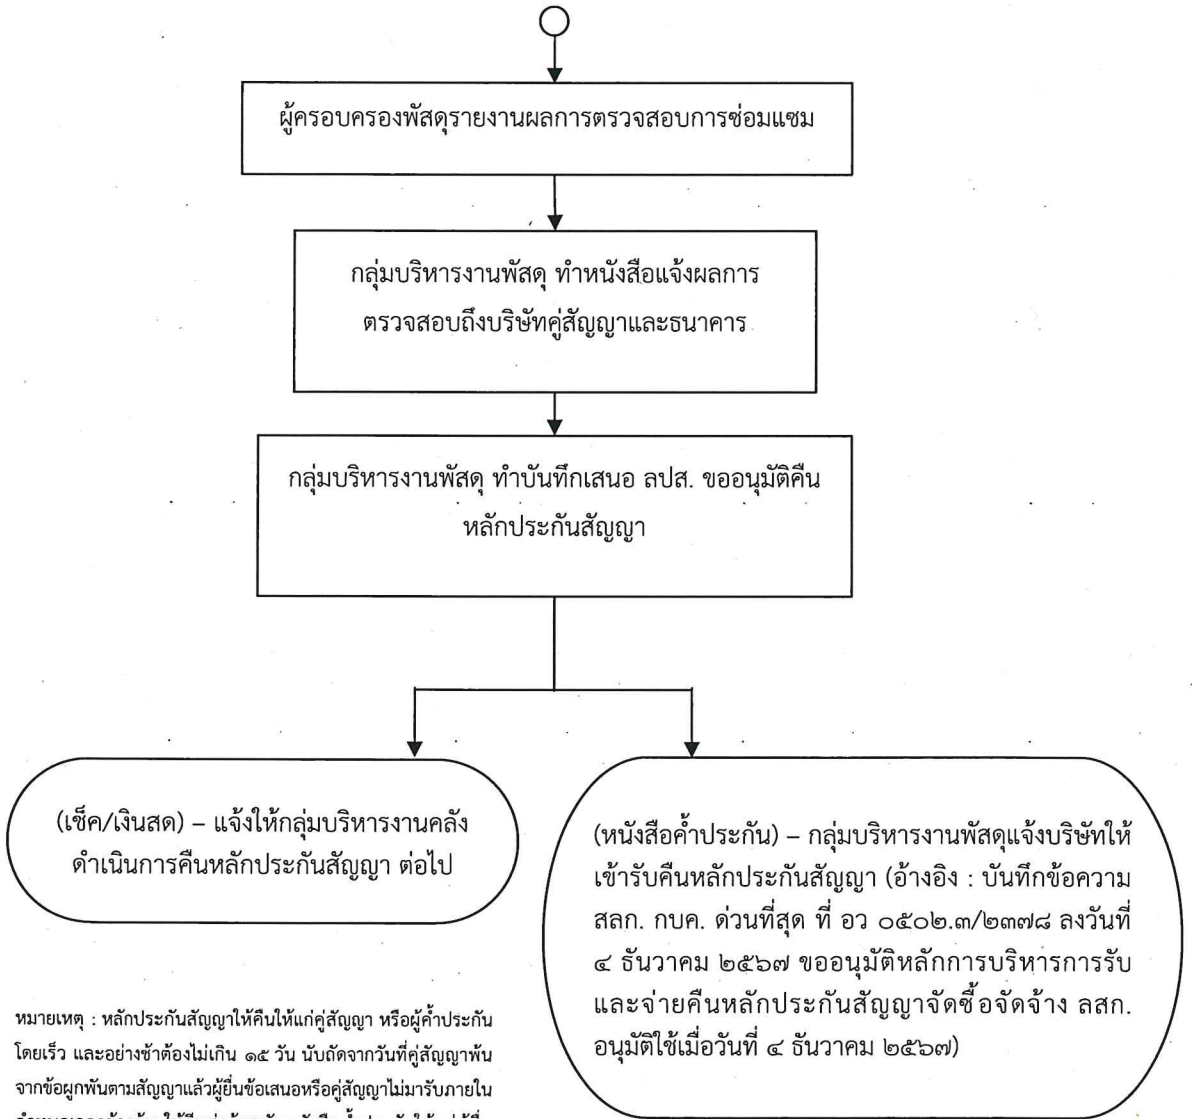 ผู้ครอบครองพัสดุรายงานผลการตรวจสอบการซ่อมแซม
กลุ่มบริหารงานพัสดุ ทำหนังสือแจ้งผลการ
ตรวจสอบถึงบริษัทคู่สัญญาและธนาคาร
กลุ่มบริหารงานพัสดุ ทำบันทึกเสนอ ลปส. ขออนุมัติคืน
หลักประกันสัญญา
(เช็ค/เงินสด) – แจ้งให้กลุ่มบริหารงานคลัง
ดำเนินการคืนหลักประกันสัญญา ต่อไป
(หนังสือค้ำประกัน) – กลุ่มบริหารงานพัสดุแจ้งบริษัทให้
เข้ารับคืนหลักประกันสัญญา (อ้างอิง : บันทึกข้อความ
สลก. กบค. ด่วนที่สุด ที่ อว ๐๕๐๒.๓/๒๓๗๘ ลงวันที่
๔ ธันวาคม ๒๕๖๗ ขออนุมัติหลักการบริหารการรับ
และจ่ายคืนหลักประกันสัญญาจัดซื้อจัดจ้าง ลสก.
อนุมัติใช้เมื่อวันที่ ๔ ธันวาคม ๒๕๖๗)
หมายเหตุ : หลักประกันสัญญาให้คืนให้แก่คู่สัญญา หรือผู้ค้ำประกัน
โดยเร็ว และอย่างช้าต้องไม่เกิน ๑๕ วัน นับถัดจากวันที่คู่สัญญาพ้น
จากข้อผูกพันตามสัญญาแล้วผู้ยื่นข้อเสนอหรือคู่สัญญาไม่มารับภายใน